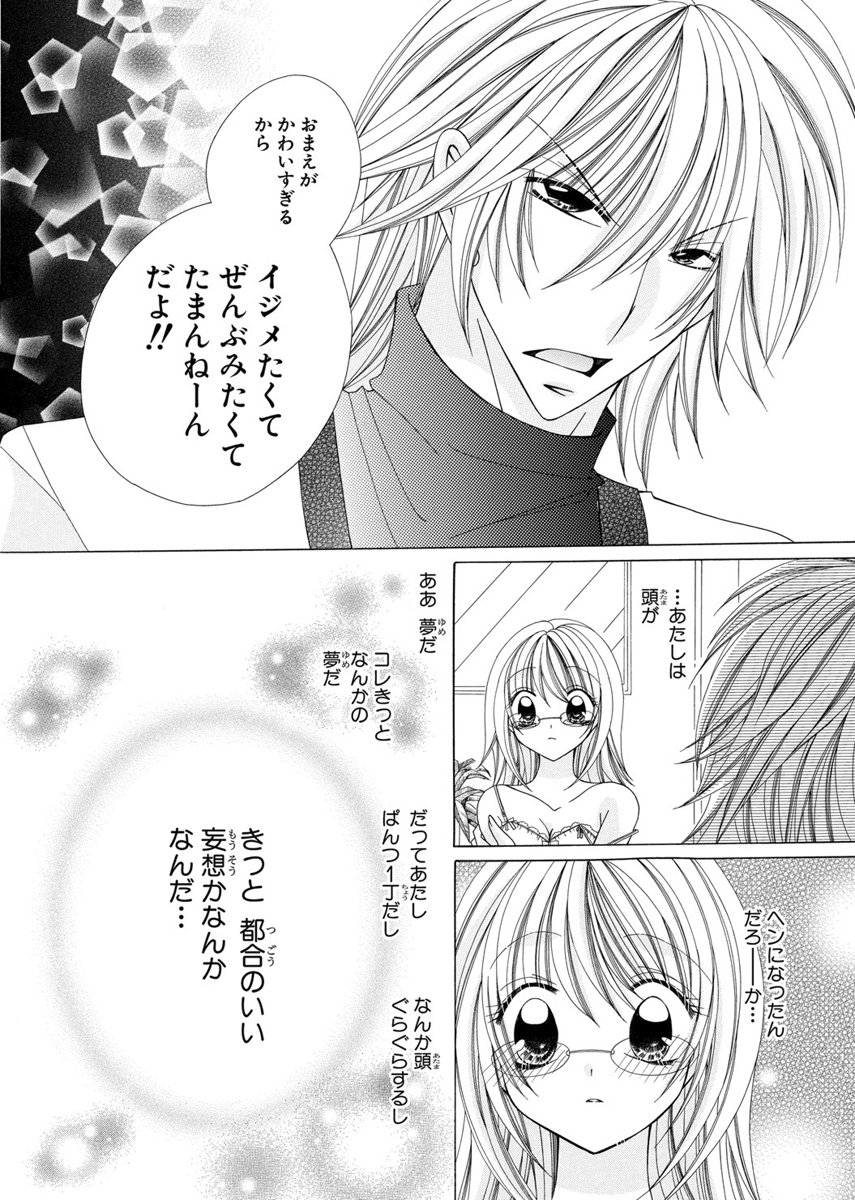 おまえが
かわいすぎる
から
イジメたくて
ぜんぶみたくて
たまんねーん
だよ!!
…あたしは
頭が
ヘンになったん
だろーーか…
ああ 夢だ
コレきっと
なんかの
夢だ
だってあたし
ぱんつ1丁だし
なんか頭
ぐらぐらするし
きっと 都合のいい
妄想かなんか
なんだ…